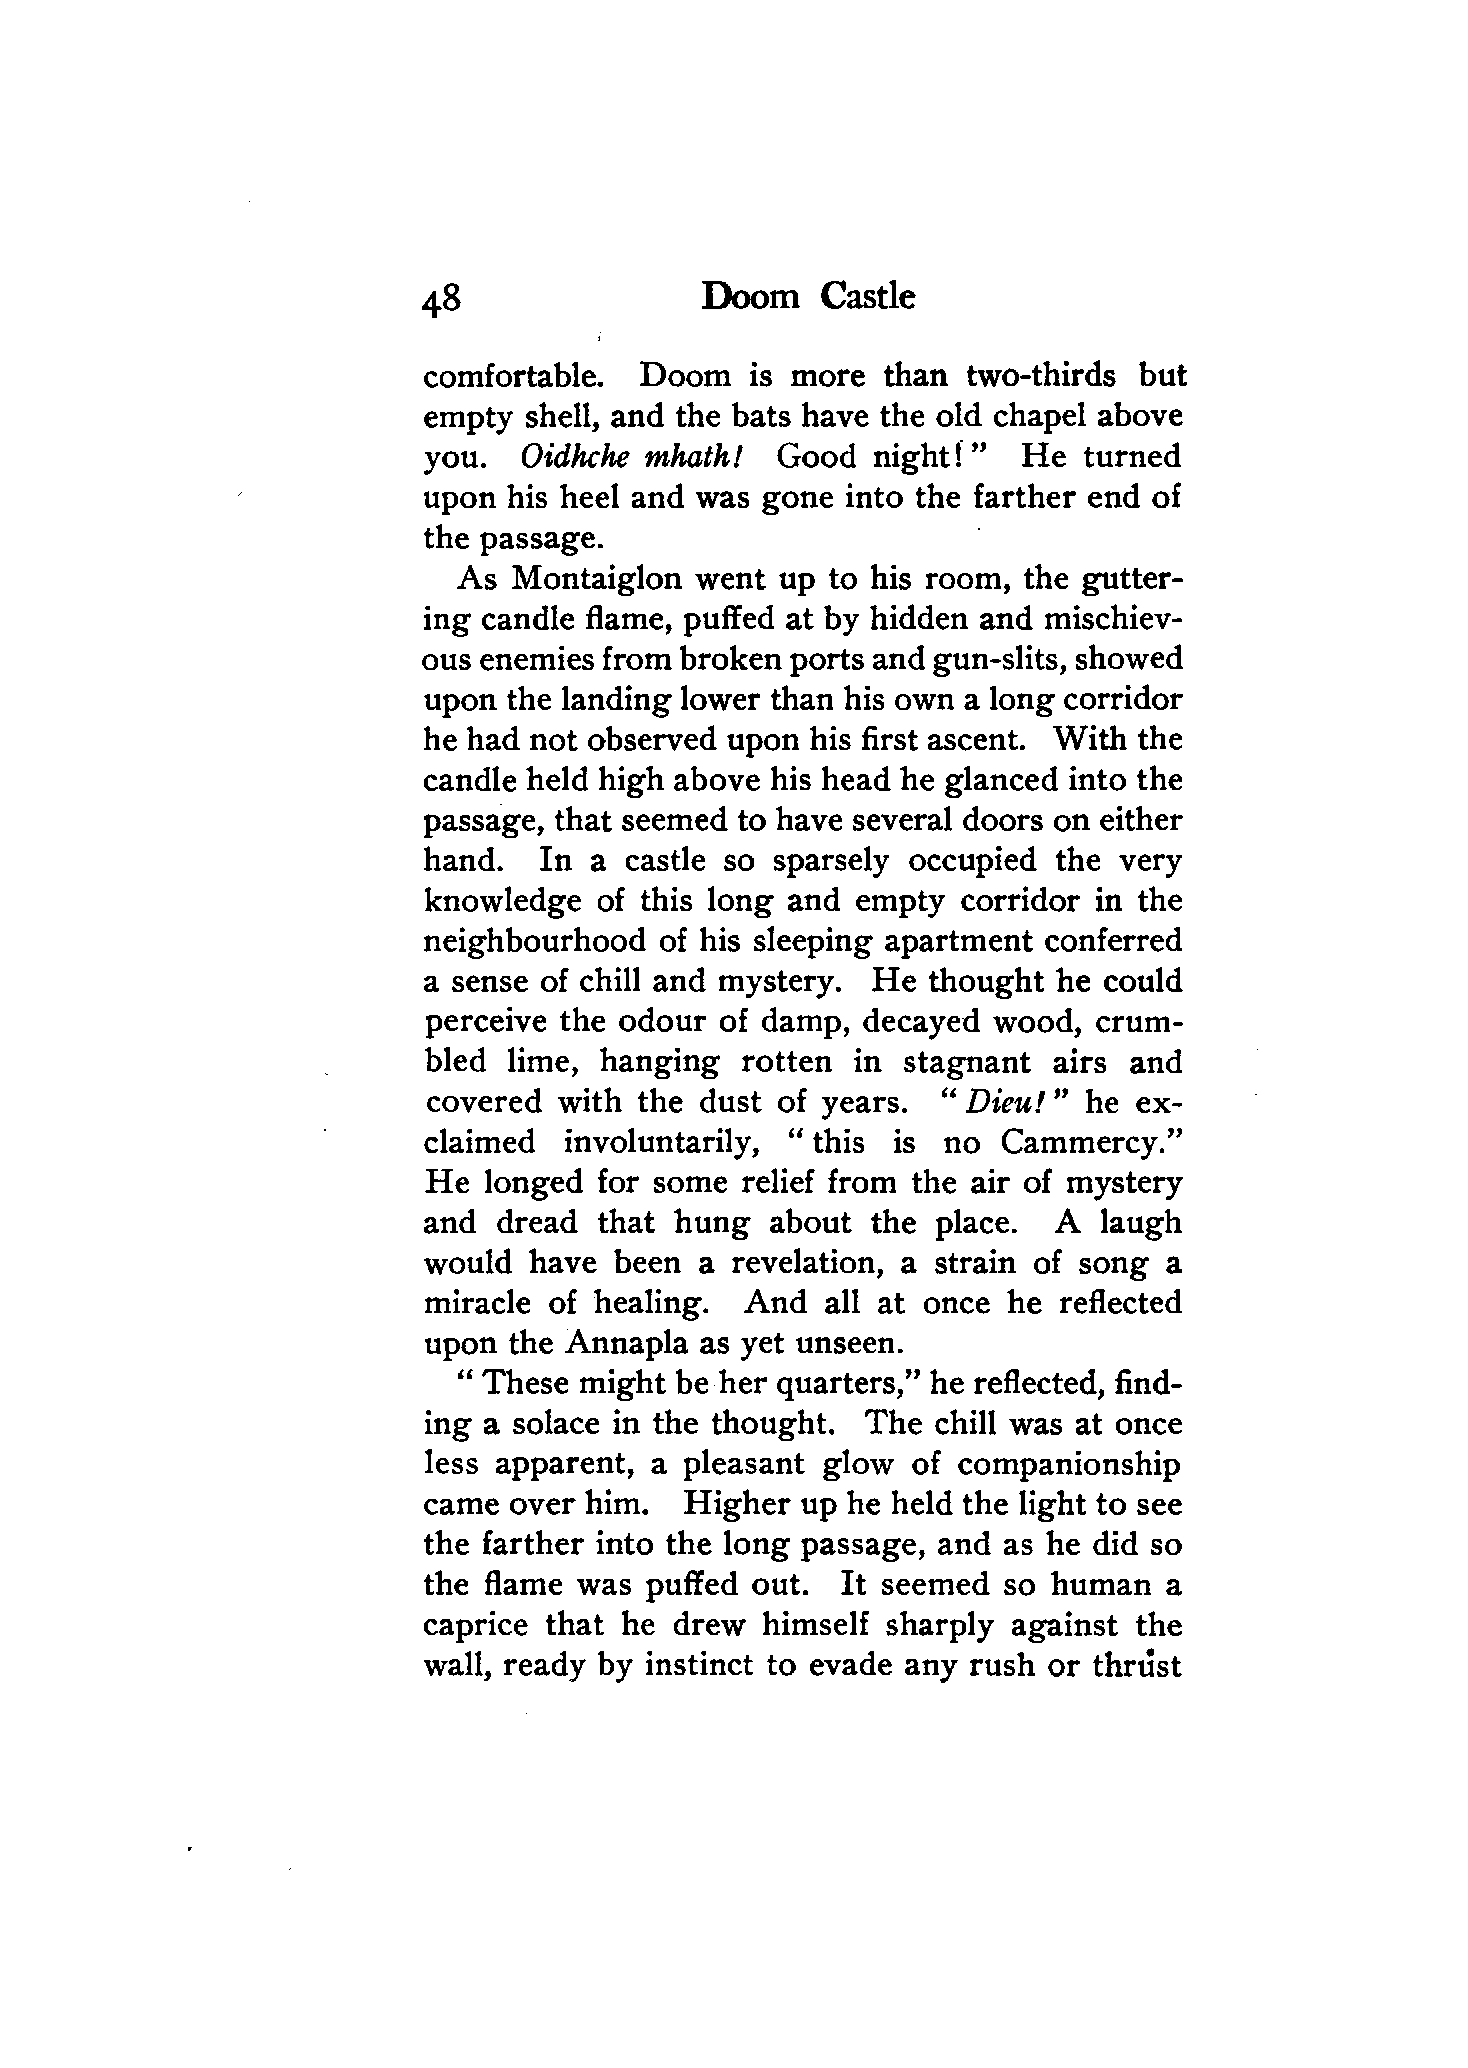 48 Doom Castle
comfortable. Doom is more than two-thirds but
empty shell, and the bats have the old chapel above
you. Oidhche mhath! Good night!" He turned
upon his heel and was gone into the farther end of
the passage.
As Montaiglon went up to his room, the gutter-
ing candle flame, puffed at by hidden and mischiev-
ous enemies from broken ports and gun-slits, showed
upon the landing lower than his own a long corridor
he had not observed upon his first ascent. With the
candle held high above his head he glanced into the
passage, that seemed to have several doors on either
hand. In a castle so sparsely occupied the very
knowledge of this long and empty corridor in the
neighbourhood of his sleeping apartment conferred
a sense of chill and mystery. He thought he could
perceive the odour of damp, decayed wood, crum-
bled lime, hanging rotten in stagnant airs and
covered with the dust of years. "Dieu!" he ex-
claimed involuntarily, "this is no Cammercy."
He longed for some relief from the air of mystery
and dread that hung about the place. A laugh
would have been a revelation, a strain of song a
miracle of healing. And all at once he reflected
upon the Annapla as yet unseen.
"These might be her quarters," he reflected, find-
ing a solace in the thought. The chill was at once
less apparent, a pleasant glow of companionship
came over him. Higher up he held the light to see
the farther into the long passage, and as he did so
the flame was puffed out. It seemed so human a
caprice that he drew himself sharply against the
wall, ready by instinct to evade any rush or thrust